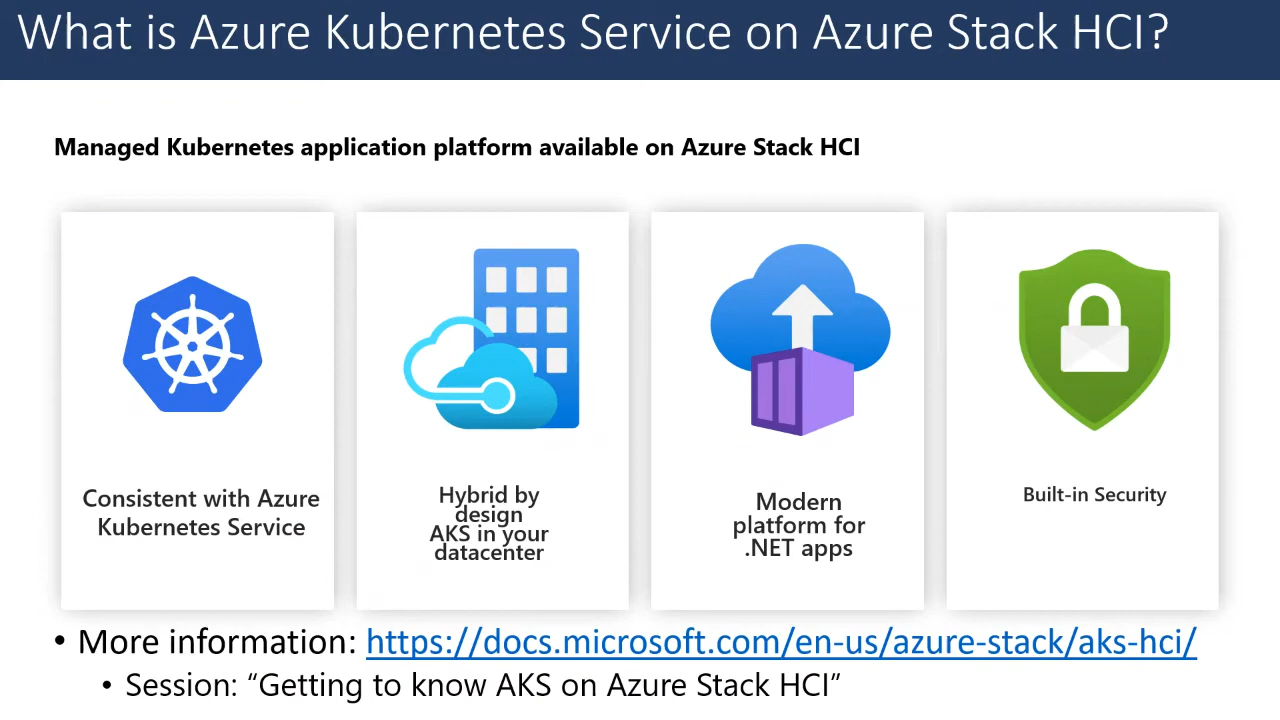 What is Azure Kubernetes Service on Azure Stack HCI?
Managed Kubernetes application platform available on Azure Stack HCI
Consistent with Azure
Kubernetes Service
Hybrid by
design
AKS in your
datacenter
Modern
platform for
.NET apps
Built-in Security
• More information: https://docs.microsoft.com/en-us/azure-stack/aks-hci/
• Session: “Getting to know AKS on Azure Stack HCI”